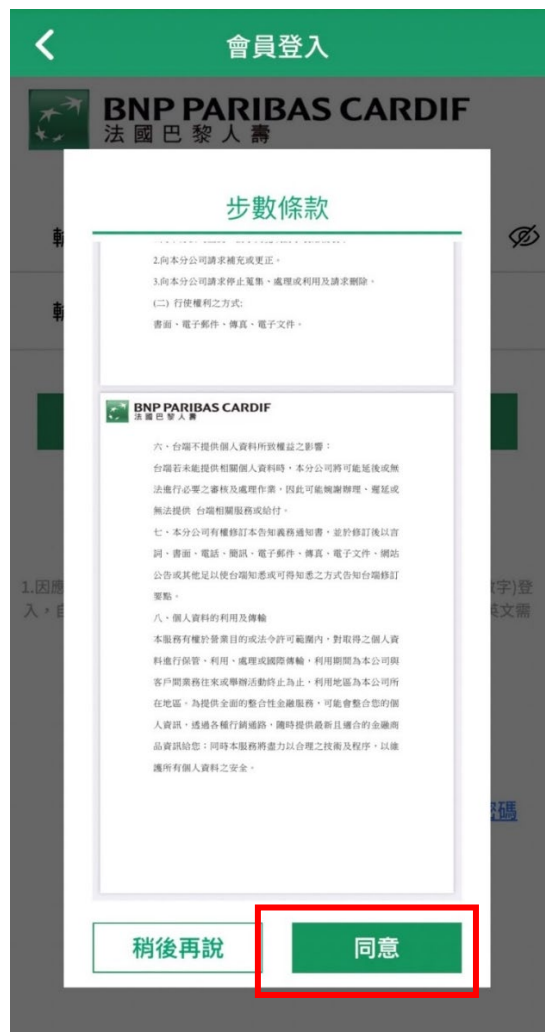 會員登入
BNP PARIBAS CARDIF
法國巴黎人壽
步數條款
2.向本分公司請求補充或更正。
3.向本分公司請求停止蒐集、處理或利用及請求刪除。
(二) 行使權利之方式:
書面、電子郵件、傳真、電子文件。
BNP PARIBAS CARDIF
法國巴黎人壽
六、台端不提供個人資料所致權益之影響：
台端若未能提供相關個人資料時，本分公司將可能延後或無
法進行必要之審核及處理作業，因此可能婉謝辦理、遲延或
無法提供 台端相關服務或給付。
七、本分公司有權修訂本告知義務通知書，並於修訂後以言
詞、書面、電話、簡訊、電子郵件、傳真、電子文件、網站
公告或其他足以使台端知悉或可得知悉之方式告知台端修訂
要點。
八、個人資料的利用及傳輸
本服務有權於營業目的或法令許可範圍內，對取得之個人資
料進行保管、利用、處理或國際傳輸，利用期間為本公司與
客戶間業務往來或舉辦活動終止為止，利用地區為本公司所
在地區。為提供全面的整合性金融服務，可能會整合您的個
人資訊，透過各種行銷通路，隨時提供最新且適合的金融商
品資訊給您；同時本服務將盡力以合理之技術及程序，以維
護所有個人資料之安全。
1.因應
字)登
入，
英文需
密碼
稍後再說
同意